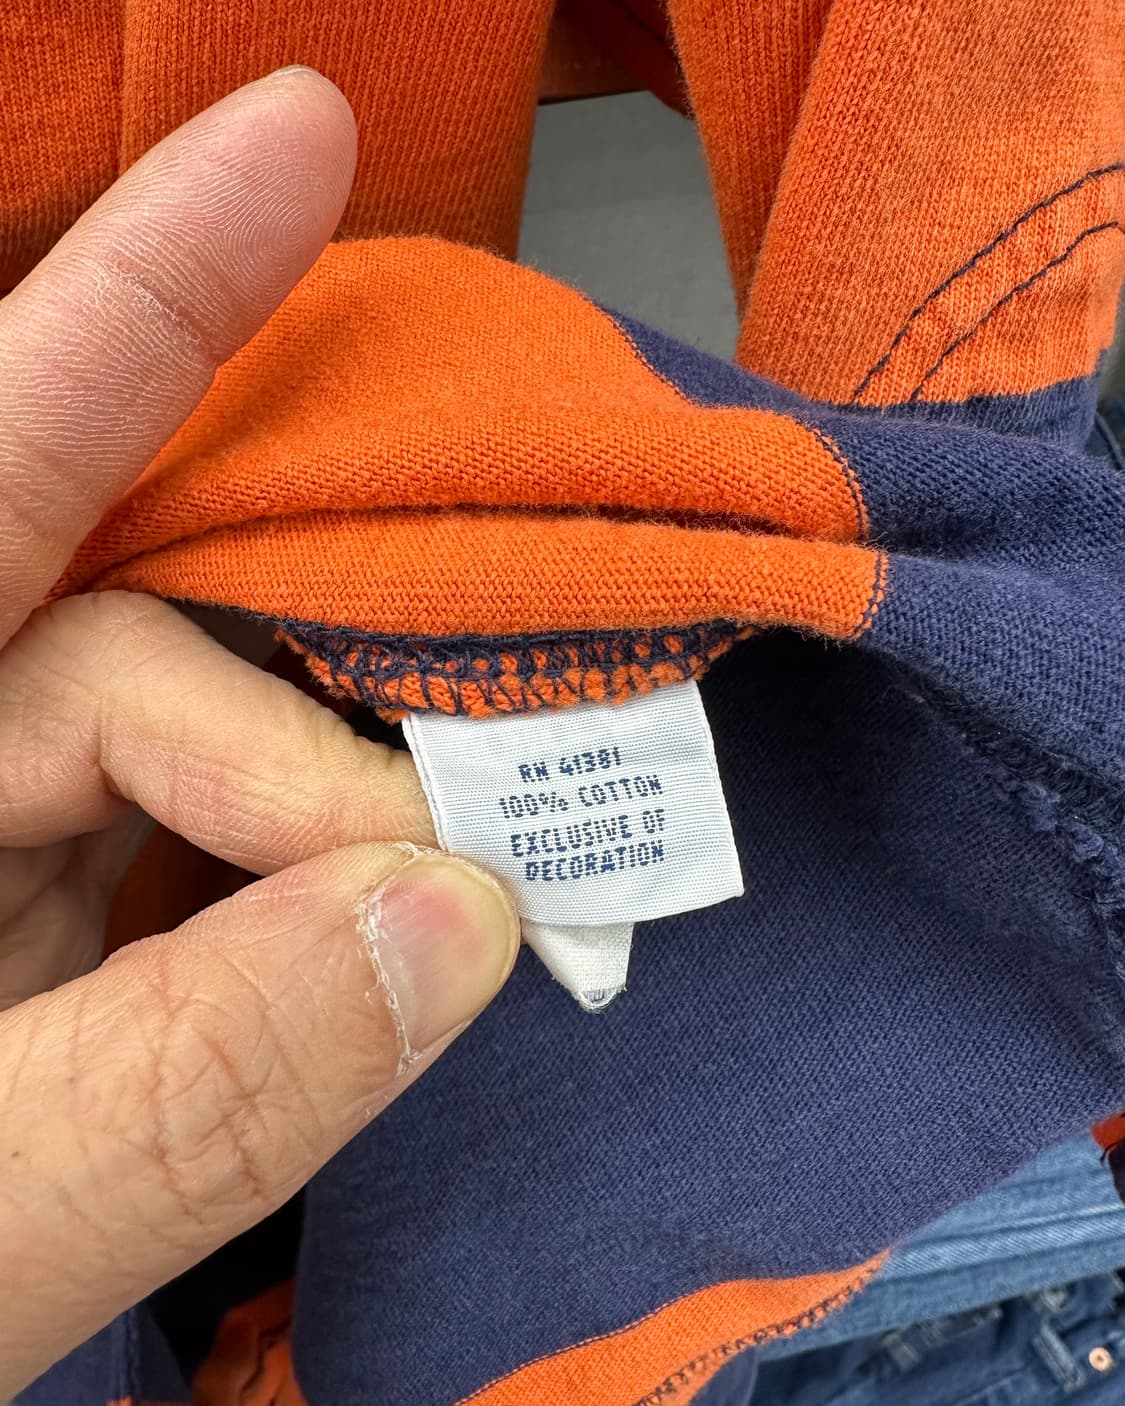 RN 41381
100% COTTON
EXCLUSIVE OF
DECORATION